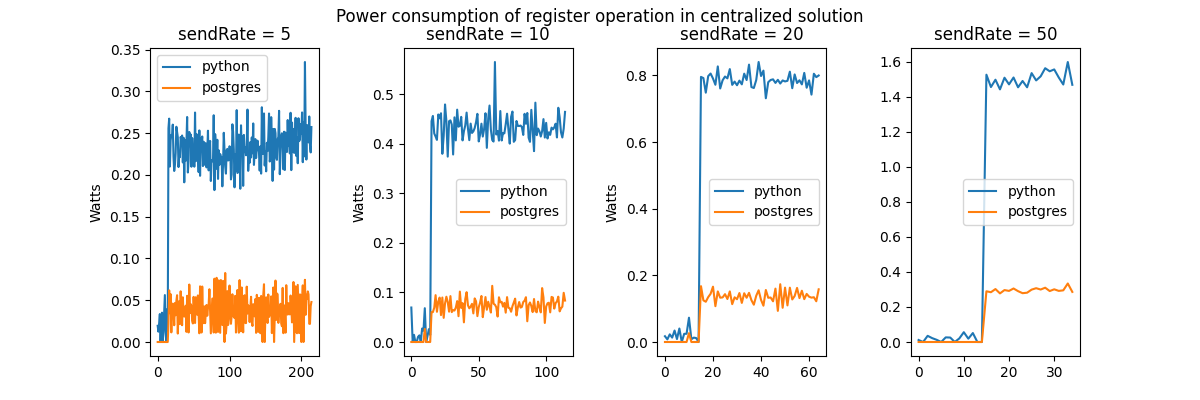 Power consumption of register operation in centralized solution
sendRate = 5
0.35
0.30
0.25
0.20
0.15
0.10
0.05
0.00
Watts
python
postgres
0 100 200
sendRate = 10
0.5
0.4
0.3
0.2
0.1
0.0
Watts
python
postgres
0 50 100
sendRate = 20
0.8
0.6
0.4
0.2
0.0
Watts
python
postgres
0 20 40 60
sendRate = 50
1.6
1.4
1.2
1.0
0.8
0.6
0.4
0.2
0.0
python
postgres
0 10 20 30